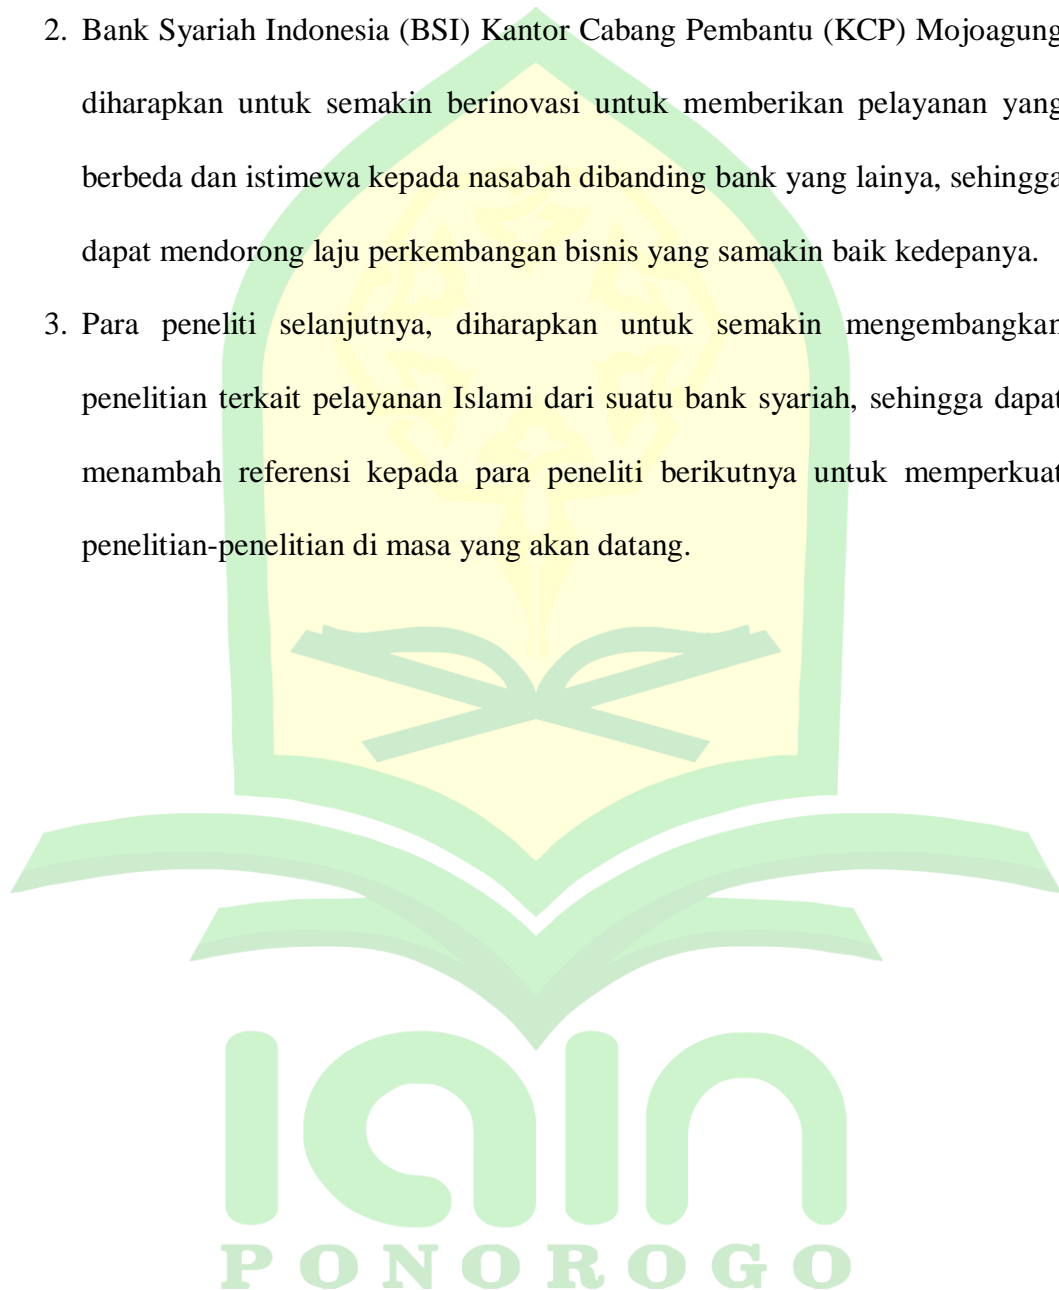 2. Bank Syariah Indonesia (BSI) Kantor Cabang Pembantu (KCP) Mojoagung
diharapkan untuk semakin berinovasi untuk memberikan pelayanan yang
berbeda dan istimewa kepada nasabah dibanding bank yang lainya, sehingga
dapat mendorong laju perkembangan bisnis yang samakin baik kedepanya.
3. Para peneliti selanjutnya, diharapkan untuk semakin mengembangkan
penelitian terkait pelayanan Islami dari suatu bank syariah, sehingga dapat
menambah referensi kepada para peneliti berikutnya untuk memperkuat
penelitian-penelitian di masa yang akan datang.
iain
PONOROGO